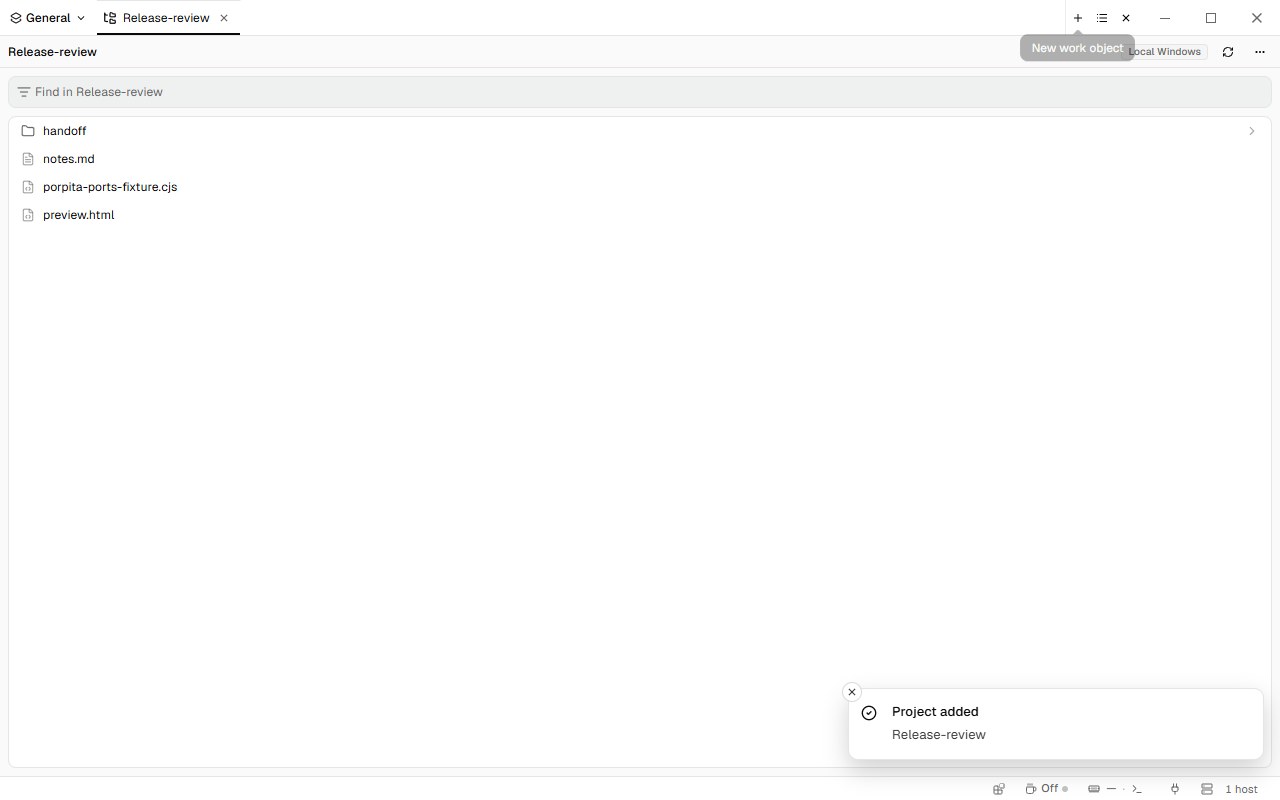 General
Release-review
Release-review
New work object
Local Windows
Find in Release-review
handoff
notes.md
porpita-ports-fixture.cjs
preview.html
Project added
Release-review
Off
1 host